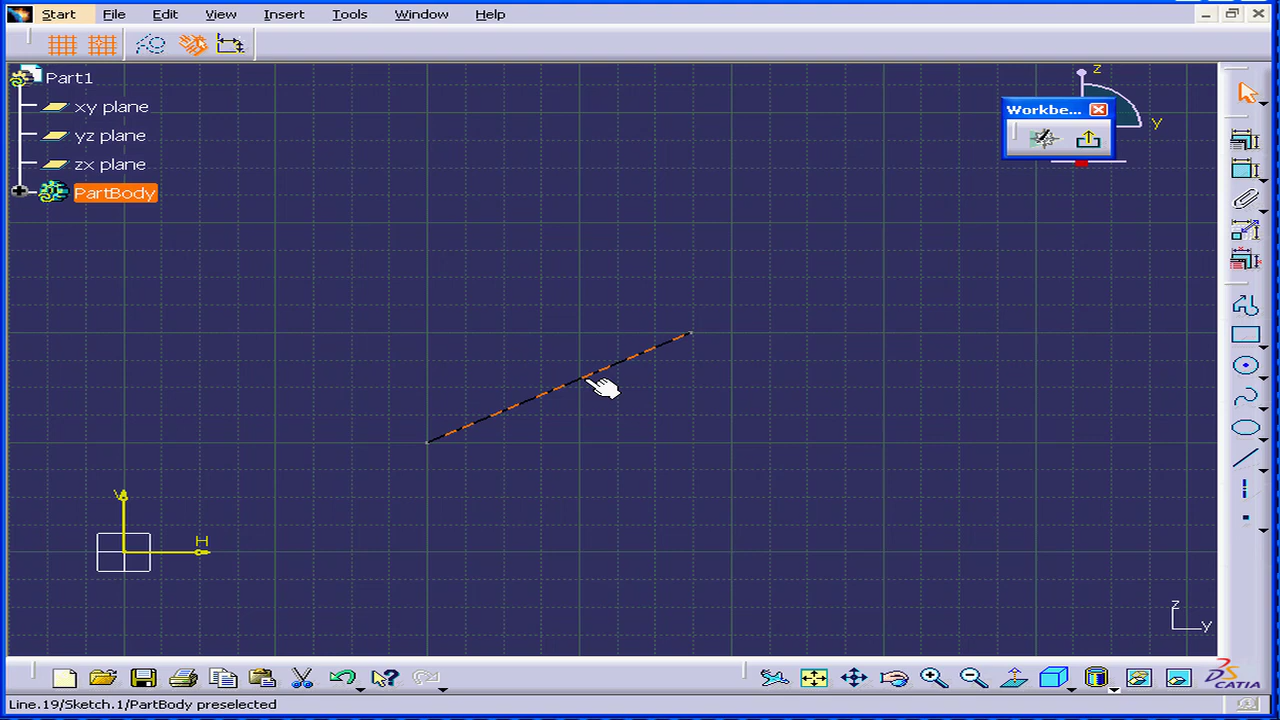 Start File Edit View Insert Tools Window Help
Part1
xy plane
yz plane
zx plane
PartBody
z
y
Workbe...
V
H
z
y
DS
CATIA
Line.19/Sketch.1/PartBody preselected